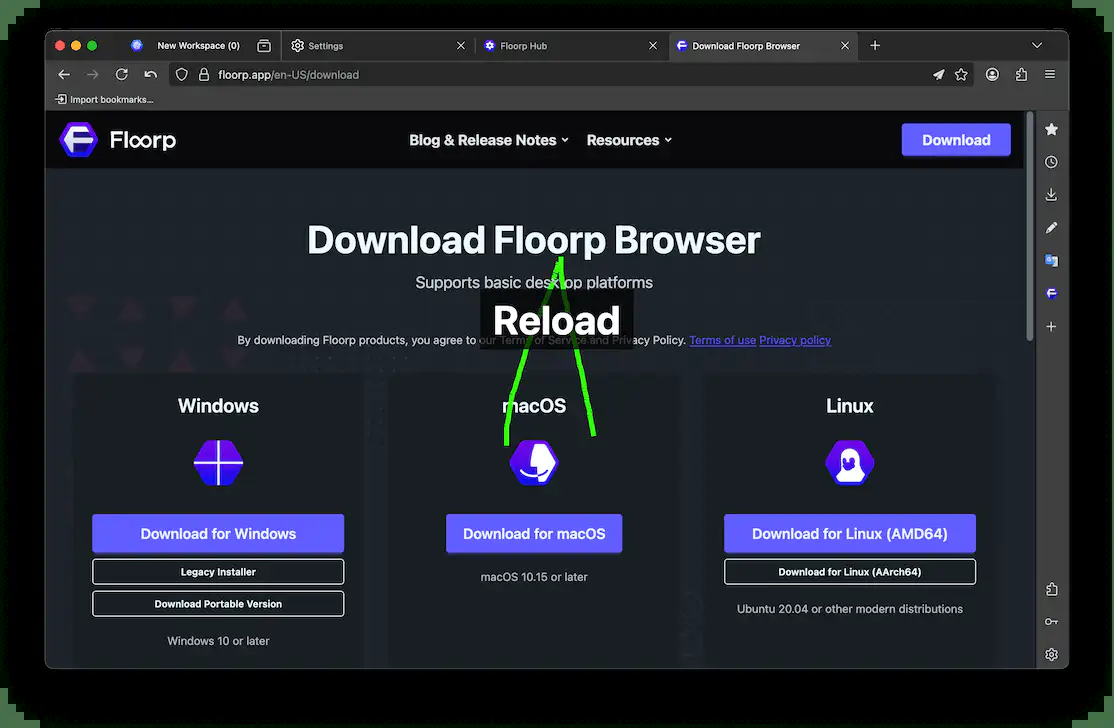 New Workspace (0)
Settings
Floorp Hub
Download Floorp Browser
floorp.app/en-US/download
Import bookmarks...
Floorp
Blog & Release Notes
Resources
Download
Download Floorp Browser
Supports basic desktop platforms
Reload
By downloading Floorp products, you agree to our Terms of Service and Privacy Policy. Terms of use Privacy policy
Windows
macOS
Linux
Download for Windows
Download for macOS
Download for Linux (AMD64)
Legacy Installer
Download for Linux (AArch64)
macOS 10.15 or later
Download Portable Version
Ubuntu 20.04 or other modern distributions
Windows 10 or later